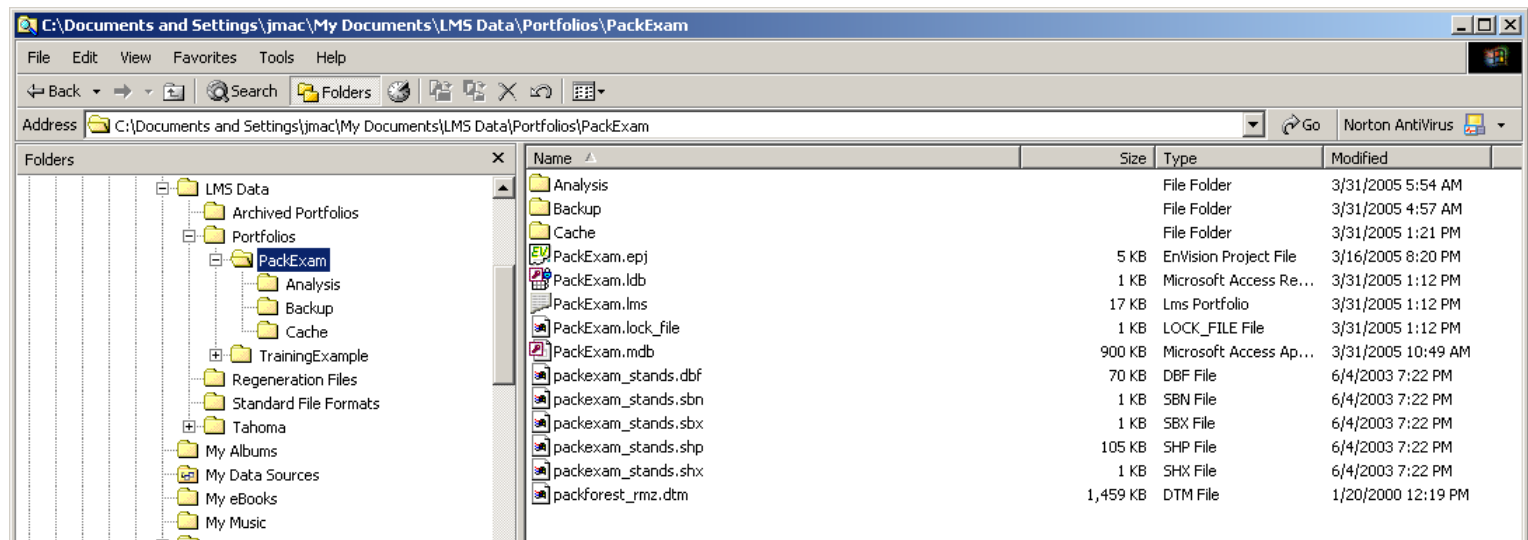 C:\Documents and Settings\jmac\My Documents\LMS Data\Portfolios\PackExam
File Edit View Favorites Tools Help
Back Search Folders
Address C:\Documents and Settings\jmac\My Documents\LMS Data\Portfolios\PackExam Go Norton AntiVirus
Folders
LMS Data
Archived Portfolios
Portfolios
PackExam
Analysis
Backup
Cache
TrainingExample
Regeneration Files
Standard File Formats
Tahoma
My Albums
My Data Sources
My eBooks
My Music
Name Size Type Modified
Analysis File Folder 3/31/2005 5:54 AM
Backup File Folder 3/31/2005 4:57 AM
Cache File Folder 3/31/2005 1:21 PM
PackExam.epj 5 KB EnVision Project File 3/16/2005 8:20 PM
PackExam.ldb 1 KB Microsoft Access Re... 3/31/2005 1:12 PM
PackExam.lms 17 KB Lms Portfolio 3/31/2005 1:12 PM
PackExam.lock_file 1 KB LOCK_FILE File 3/31/2005 1:12 PM
PackExam.mdb 900 KB Microsoft Access Ap... 3/31/2005 10:49 AM
packexam_stands.dbf 70 KB DBF File 6/4/2003 7:22 PM
packexam_stands.sbn 1 KB SBN File 6/4/2003 7:22 PM
packexam_stands.sbx 1 KB SBX File 6/4/2003 7:22 PM
packexam_stands.shp 105 KB SHP File 6/4/2003 7:22 PM
packexam_stands.shx 1 KB SHX File 6/4/2003 7:22 PM
packforest_rmz.dtm 1,459 KB DTM File 1/20/2000 12:19 PM